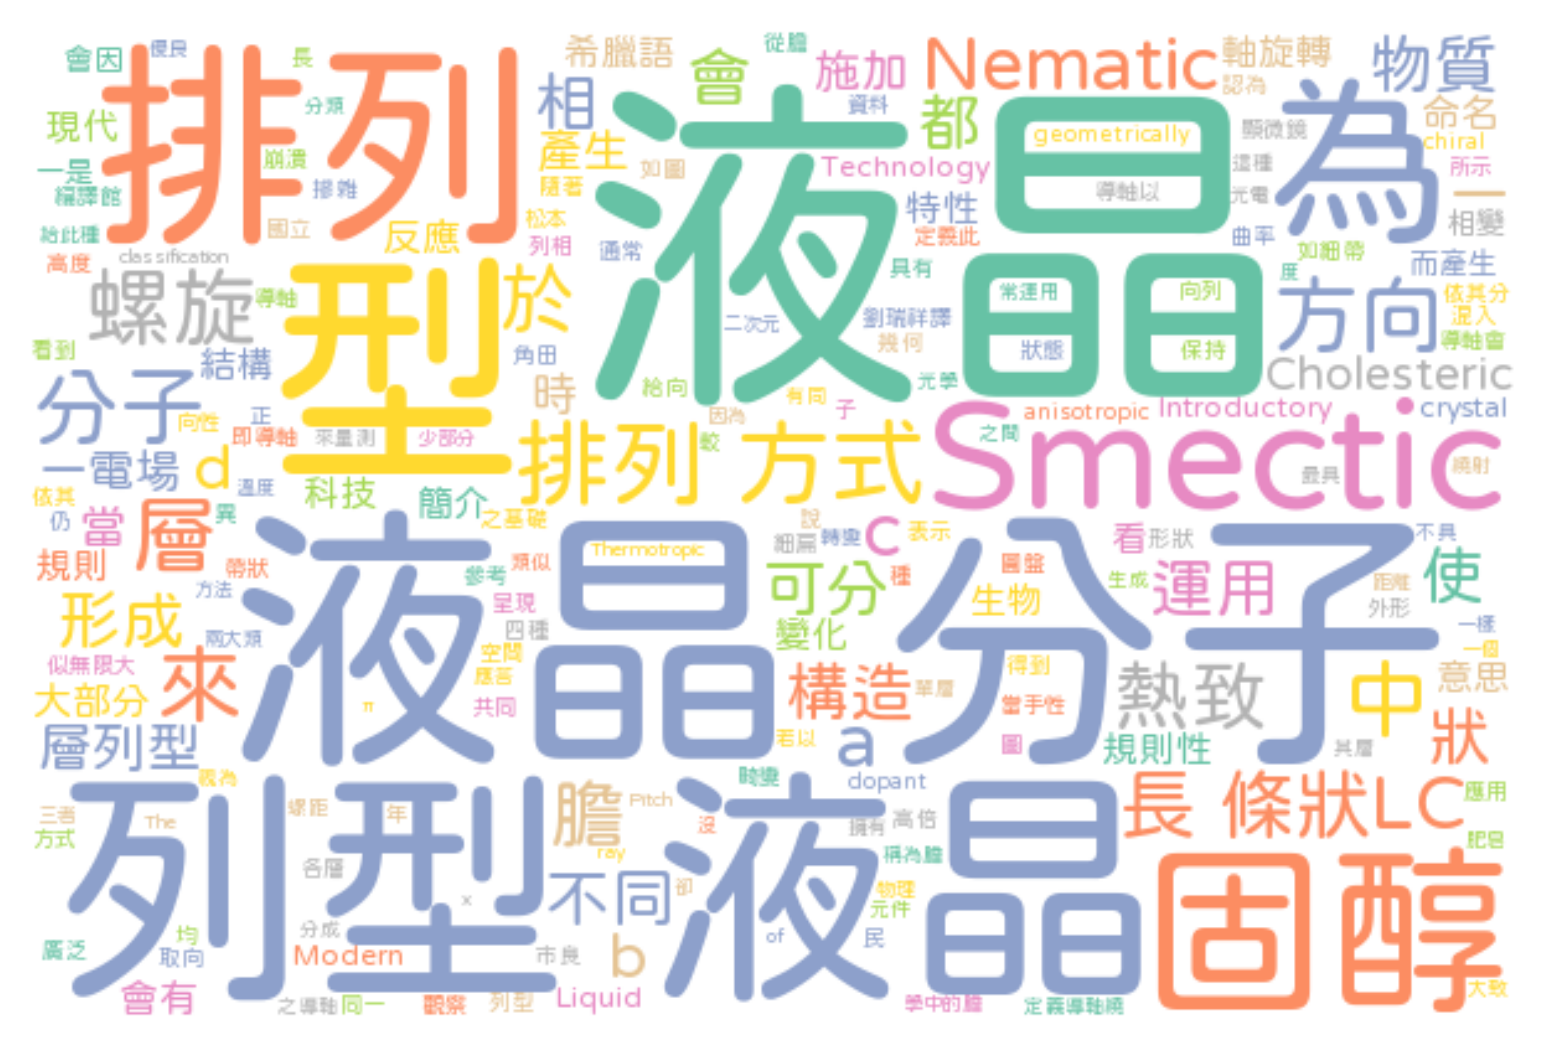 會因 優良 長 希臘語 從膽 會 施加 Nematic 軸旋轉 物質
排列 相 資料 都 認為 為 命名
現代 分類 液晶 geometrically 顯微鏡 chiral
一是 崩潰 產生 如圖 Technology 這種 所示
編譯館 摻雜 隨著 導軸以 光電 一
給此種 國立 反應 松本 特性 定義此 曲率 相變
高度 classification 列相 通常 具有 如細帶 而產生
螺旋 導軸 型 於 常運用 向列 度 方向 依其分
二次元 劉瑞祥譯 混入
看到 結構 角田 幾何 狀態 保持 導軸會
分子 時 給向 光學 Cholesteric
向性 正 因為 有同 子 anisotropic Introductory crystal
即導軸 來量測 少部分 排列 較 方式 Smectic 之間
一電場 d 溫度 最具 繞射
依其 科技 簡介 之基礎
仍 當 層 異 說 c 表示 看 形狀 不具
細扁 轉變
規則 帶狀 液晶 Thermotropic 類似 參考 可分 種 圓盤 分子 生成 運用 距離 使
方法 呈現 生物 外形
形成 兩大類 四種 變化 一樣
似無限大 來 空間 得到 一個
大部分 應答 構造 單層 熱致 中 意思
π 共同 當手性 狀
層列型 若以 a 圖 規則性 其層
觀為 時變 dopant
列型 螺距 年 膽 Pitch 液晶 長 條狀LC 應用
三者 The 沒 擁有 高倍
方式 ray 稱為膽 肥皂
各層 x 不同 卻 物理 固醇
元件
分成 均 of 民
廣泛 取向 Modern 市良 b
會有 之導軸 同一 觀察 列型 Liquid 學中的膽 定義導軸繞 大致